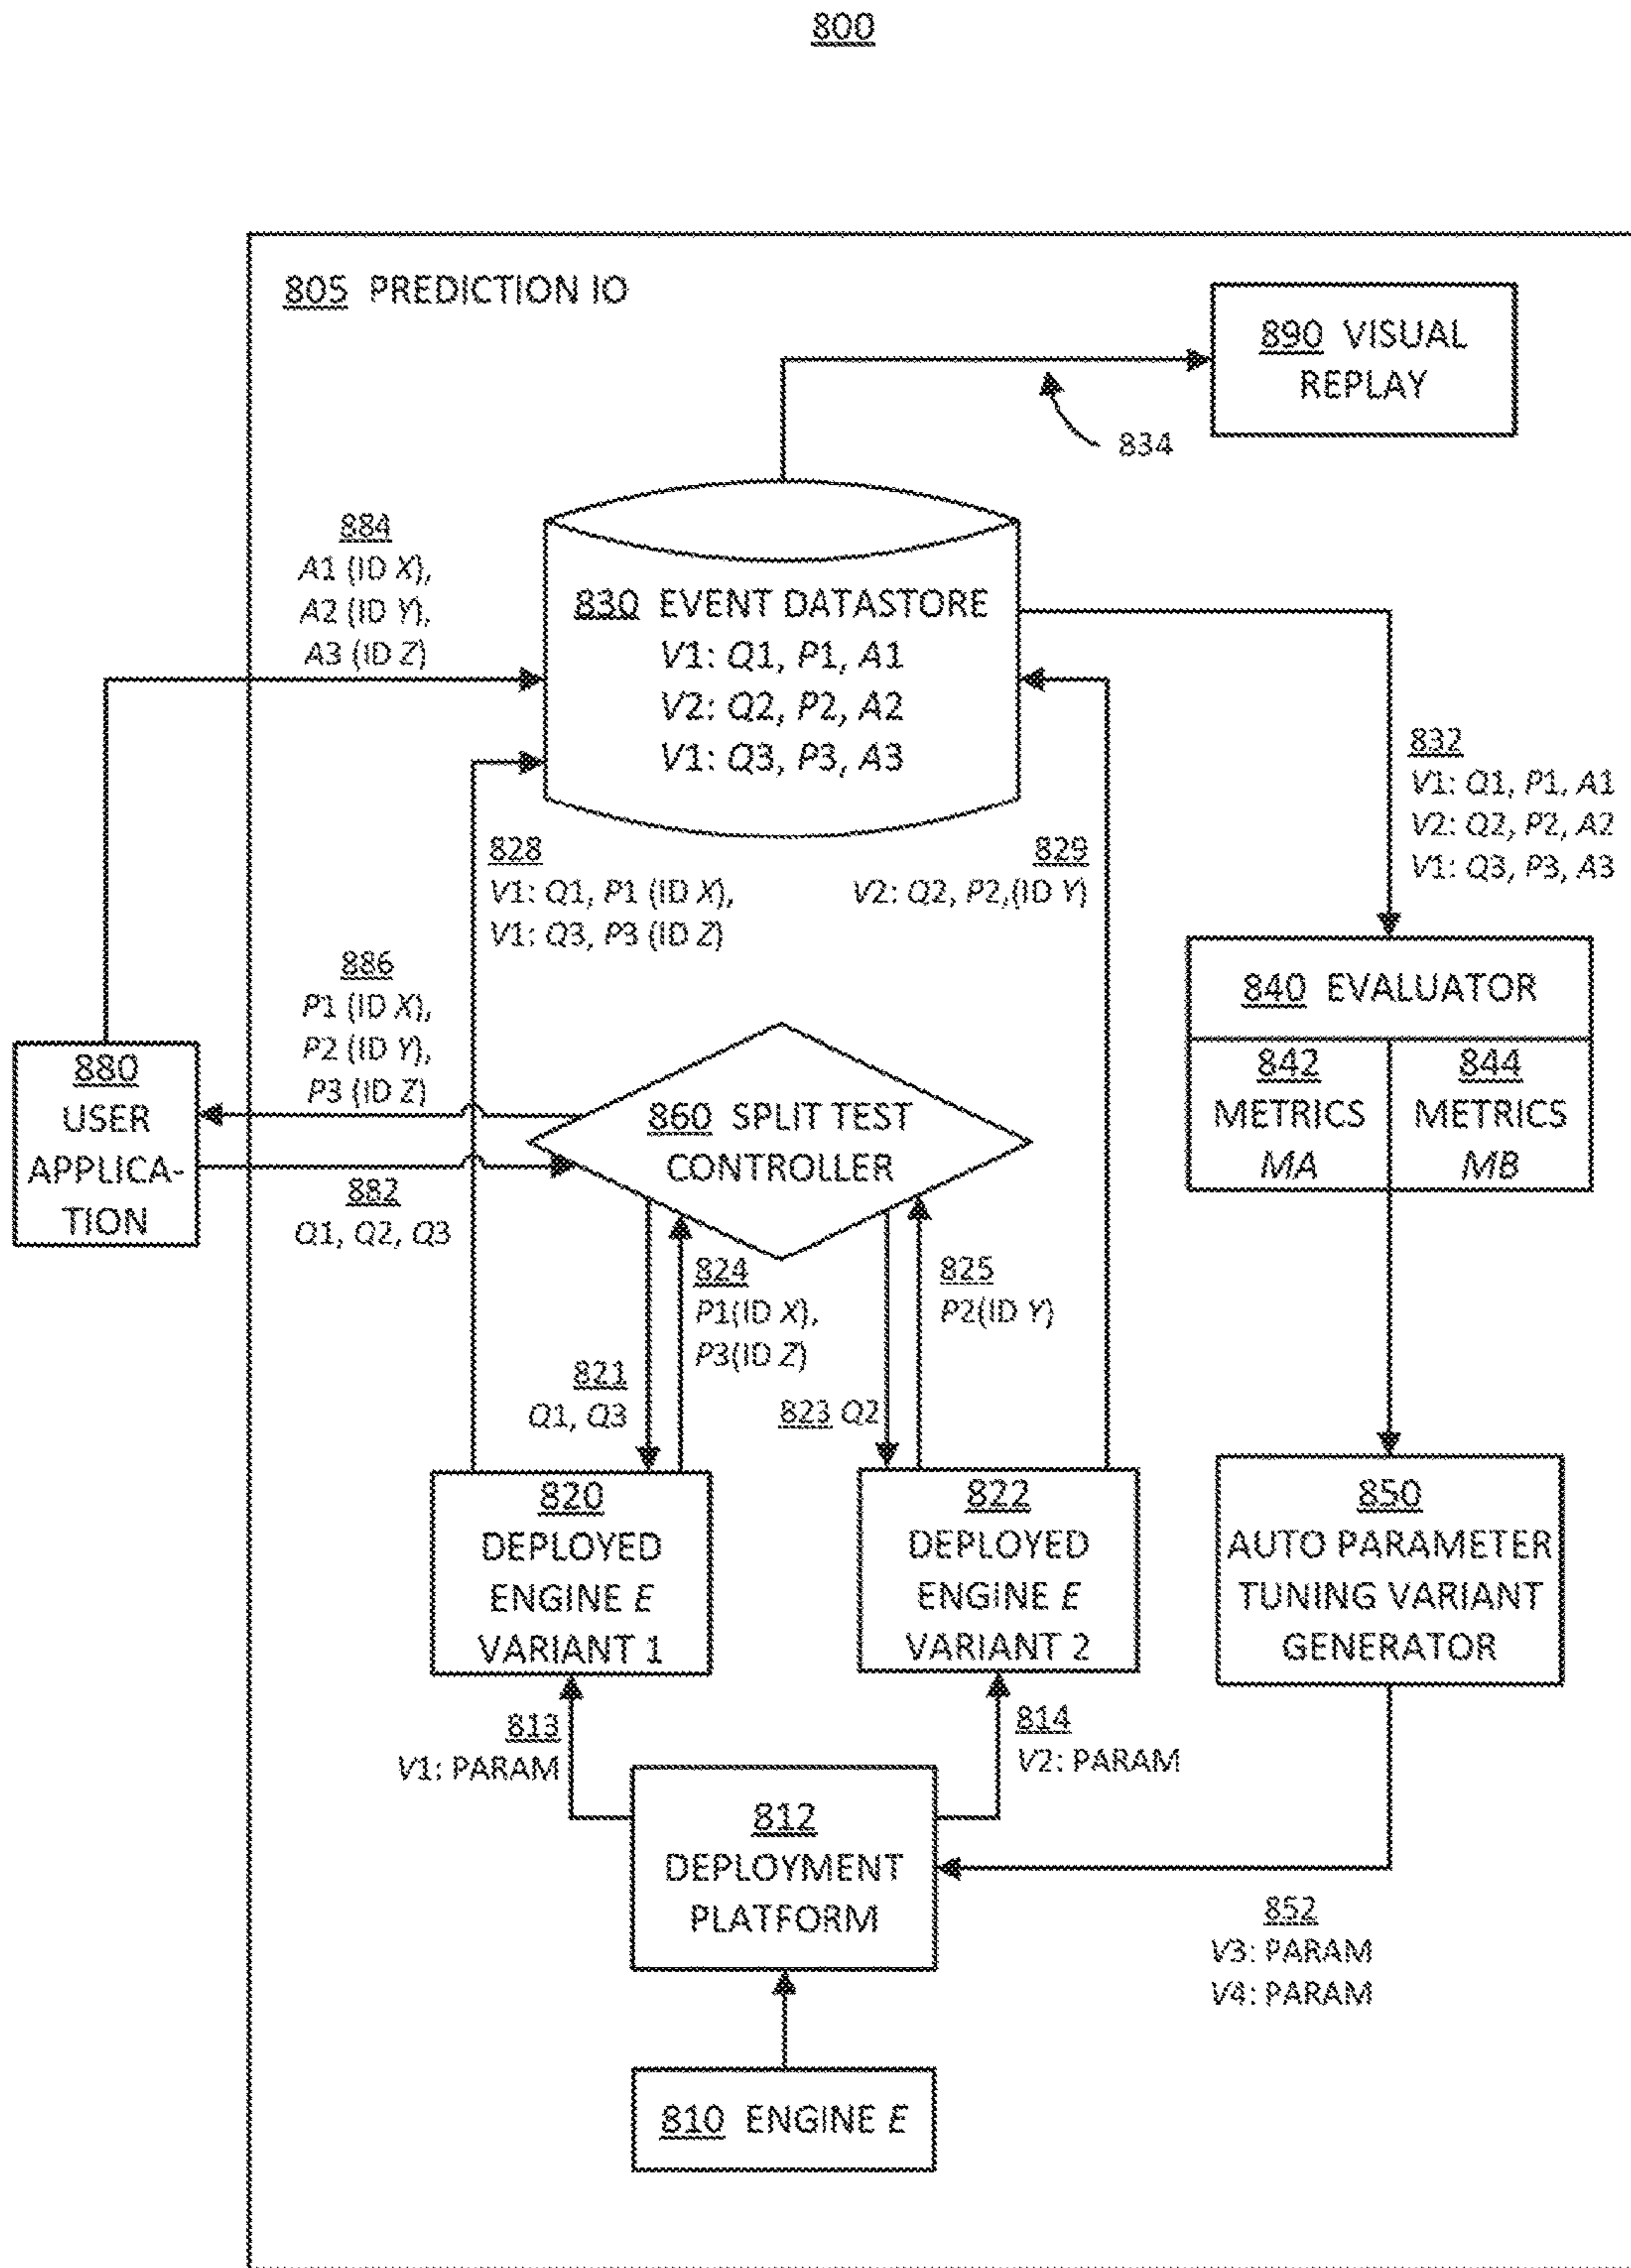 800
805 PREDICTION IO
890 VISUAL
REPLAY
834
884
A1 (ID X),
A2 (ID Y),
A3 (ID Z)
830 EVENT DATASTORE
V1: Q1, P1, A1
V2: Q2, P2, A2
V1: Q3, P3, A3
832
V1: Q1, P1, A1
V2: Q2, P2, A2
V1: Q3, P3, A3
828
V1: Q1, P1 (ID X),
V1: Q3, P3 (ID Z)
829
V2: Q2, P2,(ID Y)
886
P1 (ID X),
P2 (ID Y),
P3 (ID Z)
840 EVALUATOR
842
METRICS
MA
844
METRICS
MB
880
USER
APPLICA-
TION
860 SPLIT TEST
CONTROLLER
882
Q1, Q2, Q3
824
P1(ID X),
P3(ID Z)
825
P2(ID Y)
821
Q1, Q3
823 Q2
820
DEPLOYED
ENGINE E
VARIANT 1
822
DEPLOYED
ENGINE E
VARIANT 2
850
AUTO PARAMETER
TUNING VARIANT
GENERATOR
813
V1: PARAM
814
V2: PARAM
812
DEPLOYMENT
PLATFORM
852
V3: PARAM
V4: PARAM
810 ENGINE E